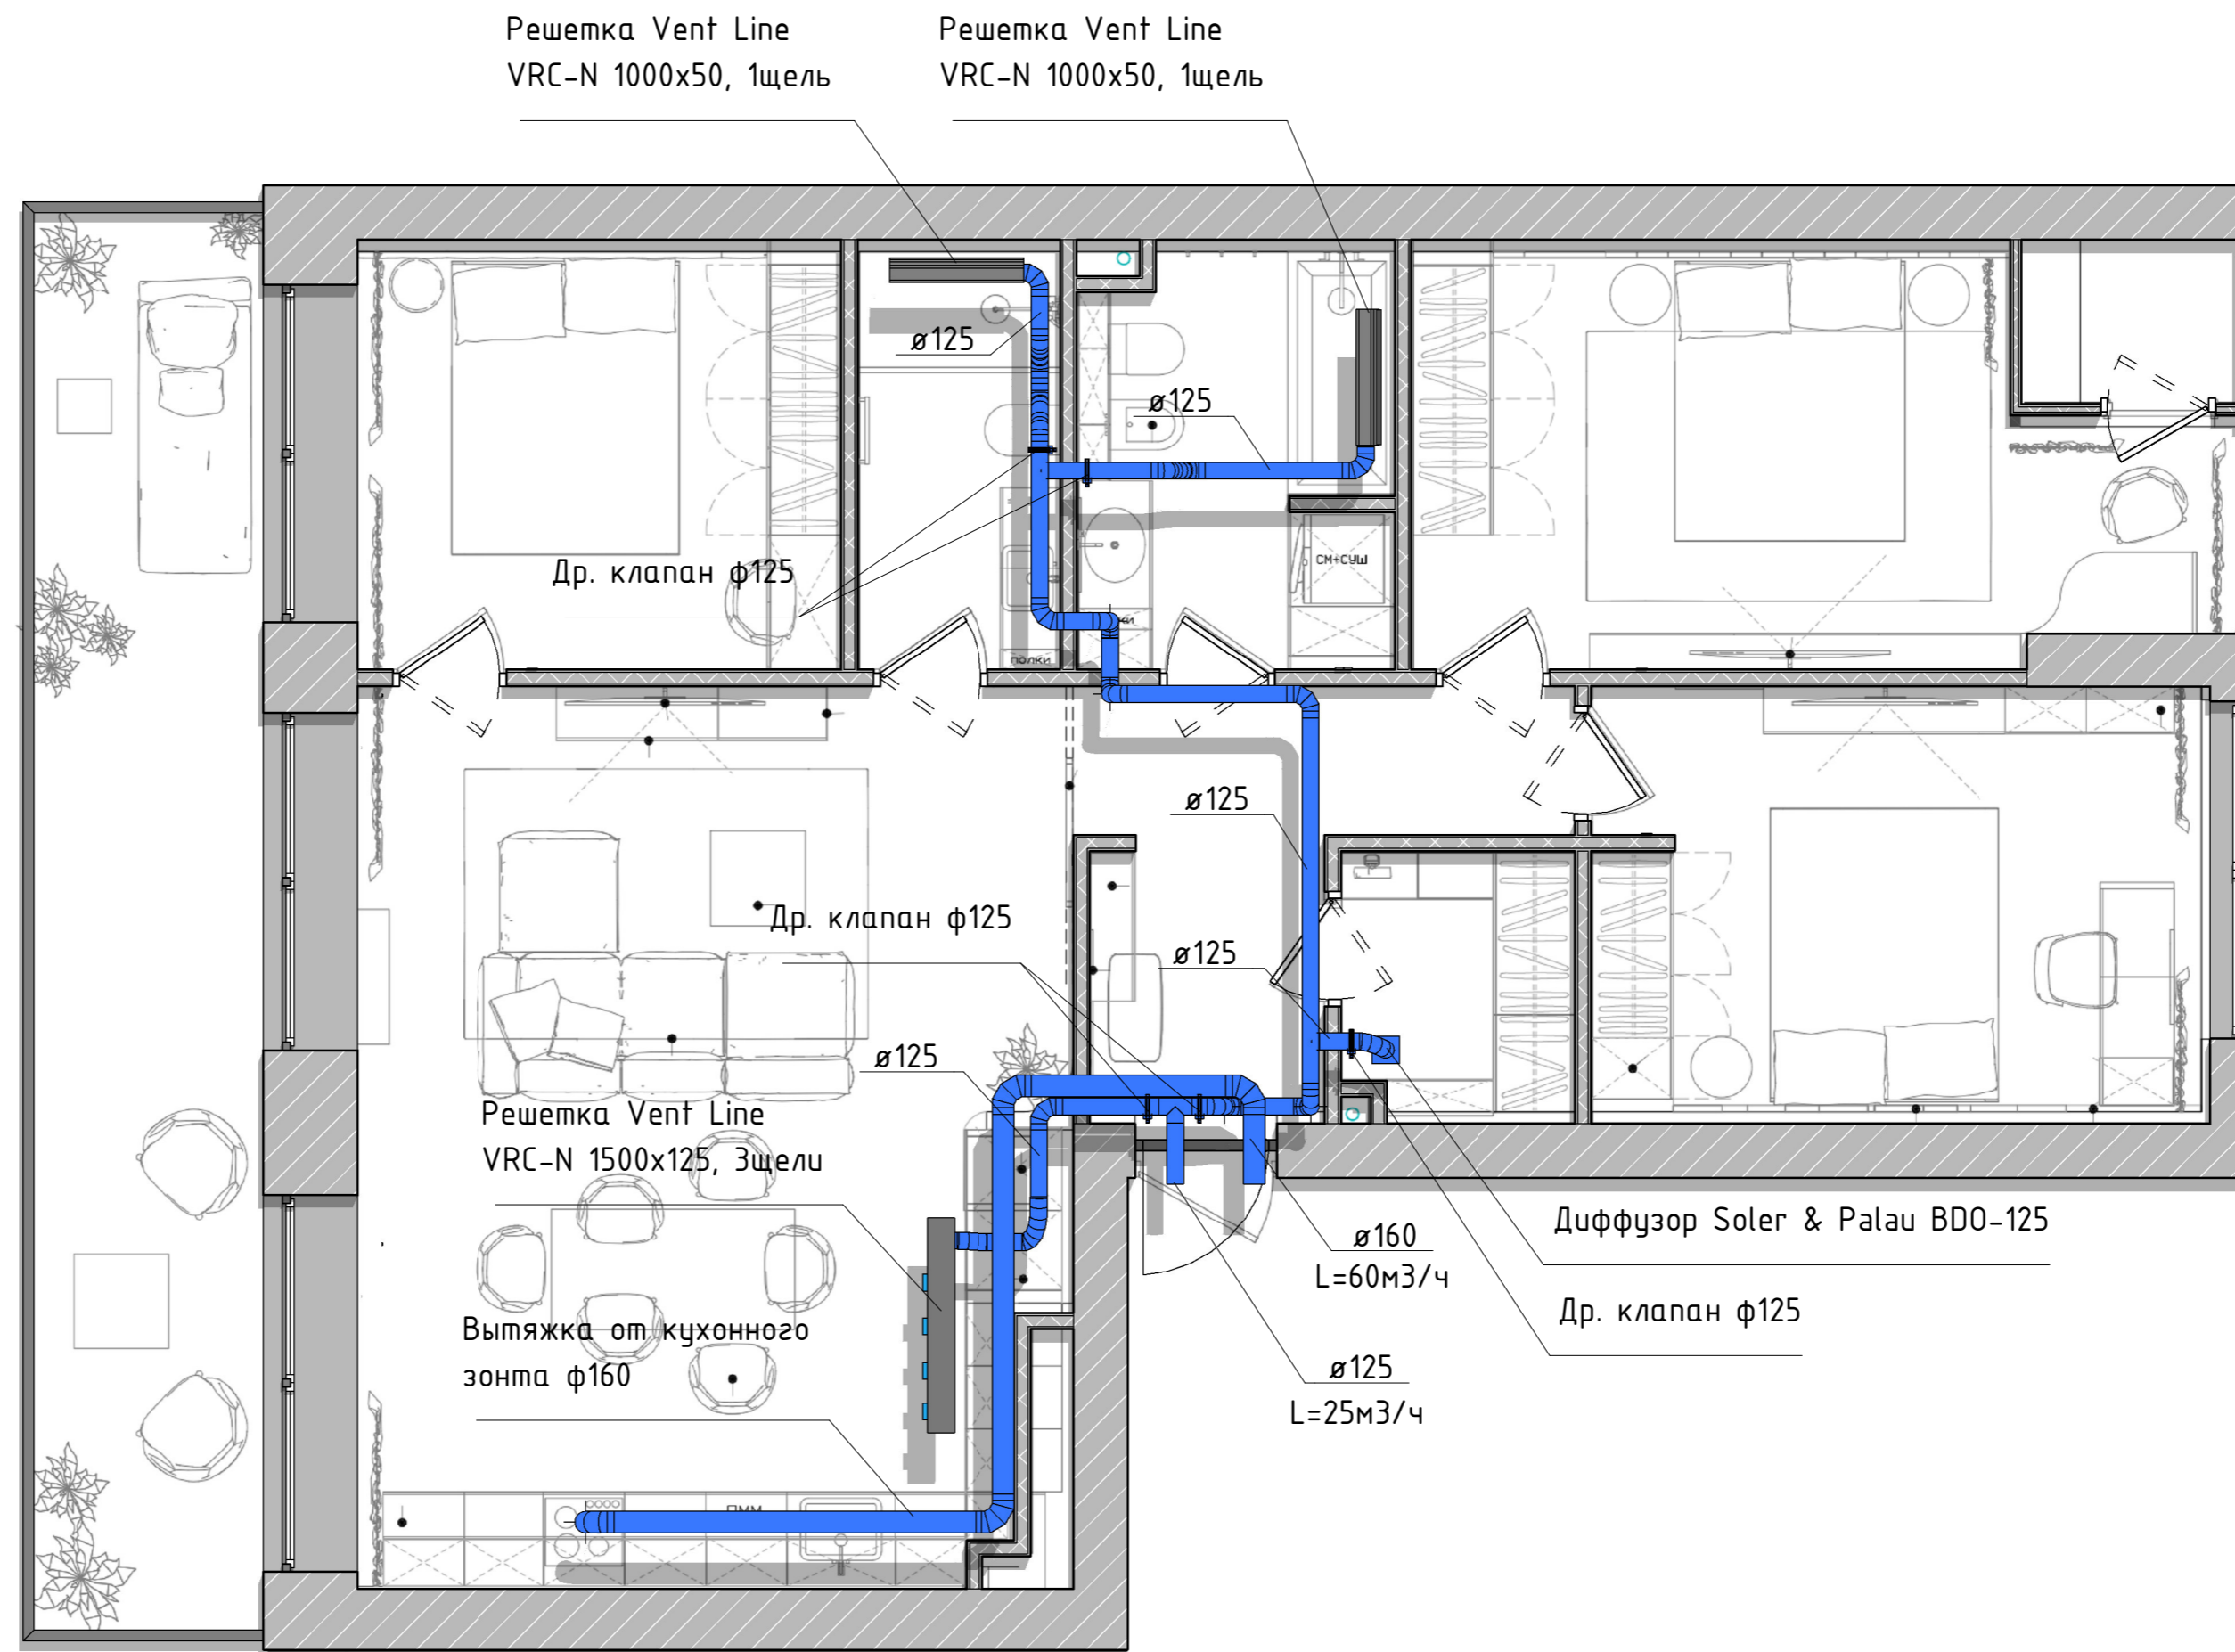 Решетка Vent Line
VRC-N 1000x50, 1щель
Решетка Vent Line
VRC-N 1000x50, 1щель
ø125
ø125
Др. клапан ф125
СМ+СУШ
ПОЛКИ
ø125
Др. клапан ф125
ø125
ø125
Решетка Vent Line
VRC-N 1500x125, 3щели
Диффузор Soler & Palau BDO-125
ø160
L=60м3/ч
Др. клапан ф125
Вытяжка от кухонного
зонта ф160
ø125
L=25м3/ч
ПММ